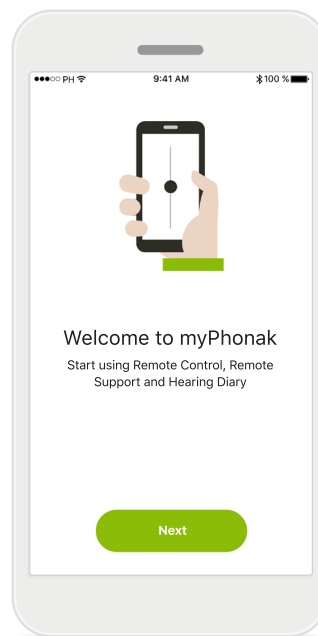 ●●●○○ PH 9:41 AM 100 %
Welcome to myPhonak
Start using Remote Control, Remote
Support and Hearing Diary
Next